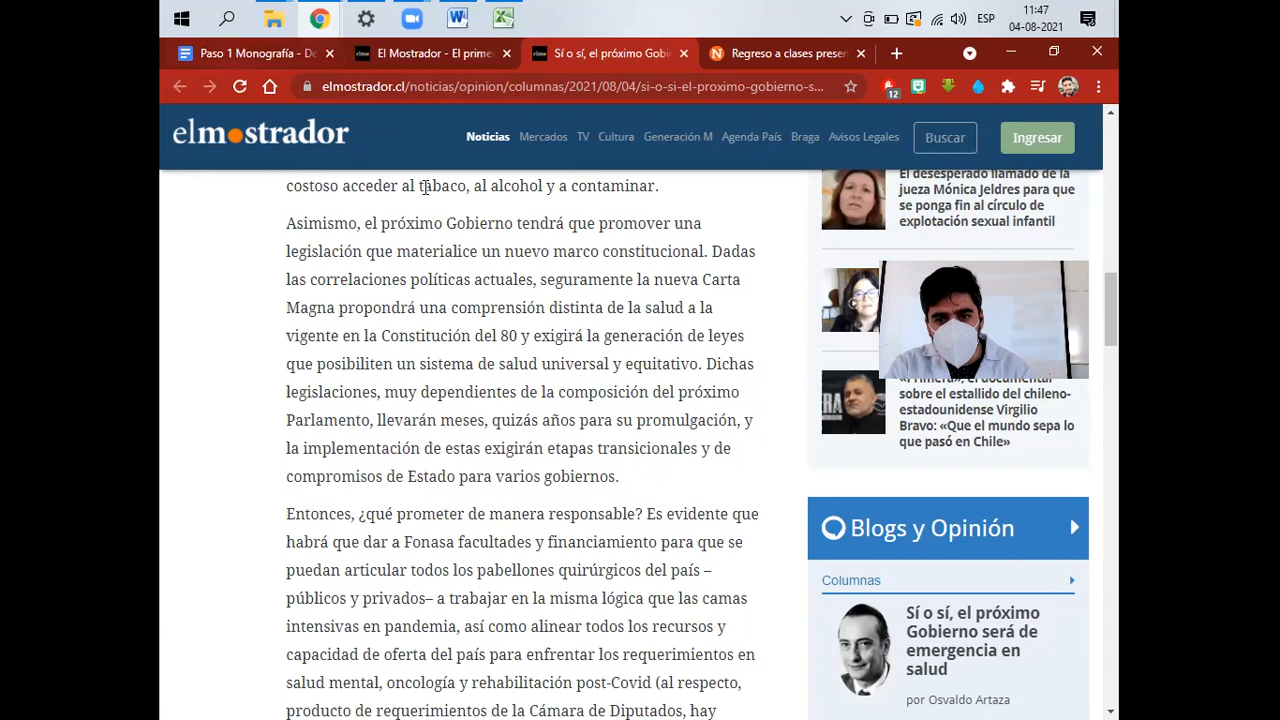 ESP
11:47
04-08-2021
Paso 1 Monografía - De
El Mostrador - El prime
Sí o sí, el próximo Gobi
Regreso a clases presen
elmostrador.cl/noticias/opinion/columnas/2021/08/04/si-o-si-el-proximo-gobierno-s...
12
elmostrador
Noticias Mercados TV Cultura Generación M Agenda País Braga Avisos Legales
Buscar
Ingresar
costoso acceder al tabaco, al alcohol y a contaminar.
Asimismo, el próximo Gobierno tendrá que promover una
legislación que materialice un nuevo marco constitucional. Dadas
las correlaciones políticas actuales, seguramente la nueva Carta
Magna propondrá una comprensión distinta de la salud a la
vigente en la Constitución del 80 y exigirá la generación de leyes
que posibiliten un sistema de salud universal y equitativo. Dichas
legislaciones, muy dependientes de la composición del próximo
Parlamento, llevarán meses, quizás años para su promulgación, y
la implementación de estas exigirán etapas transicionales y de
compromisos de Estado para varios gobiernos.
Entonces, ¿qué prometer de manera responsable? Es evidente que
habrá que dar a Fonasa facultades y financiamiento para que se
puedan articular todos los pabellones quirúrgicos del país –
públicos y privados– a trabajar en la misma lógica que las camas
intensivas en pandemia, así como alinear todos los recursos y
capacidad de oferta del país para enfrentar los requerimientos en
salud mental, oncología y rehabilitación post-Covid (al respecto,
producto de requerimientos de la Cámara de Diputados, hay
El desesperado llamado de la
jueza Mónica Jeldres para que
se ponga fin al círculo de
explotación sexual infantil
«Primera», el documental
sobre el estallido del chileno-
estadounidense Virgilio
Bravo: «Que el mundo sepa lo
que pasó en Chile»
Blogs y Opinión
Columnas
Sí o sí, el próximo
Gobierno será de
emergencia en
salud
por Osvaldo Artaza